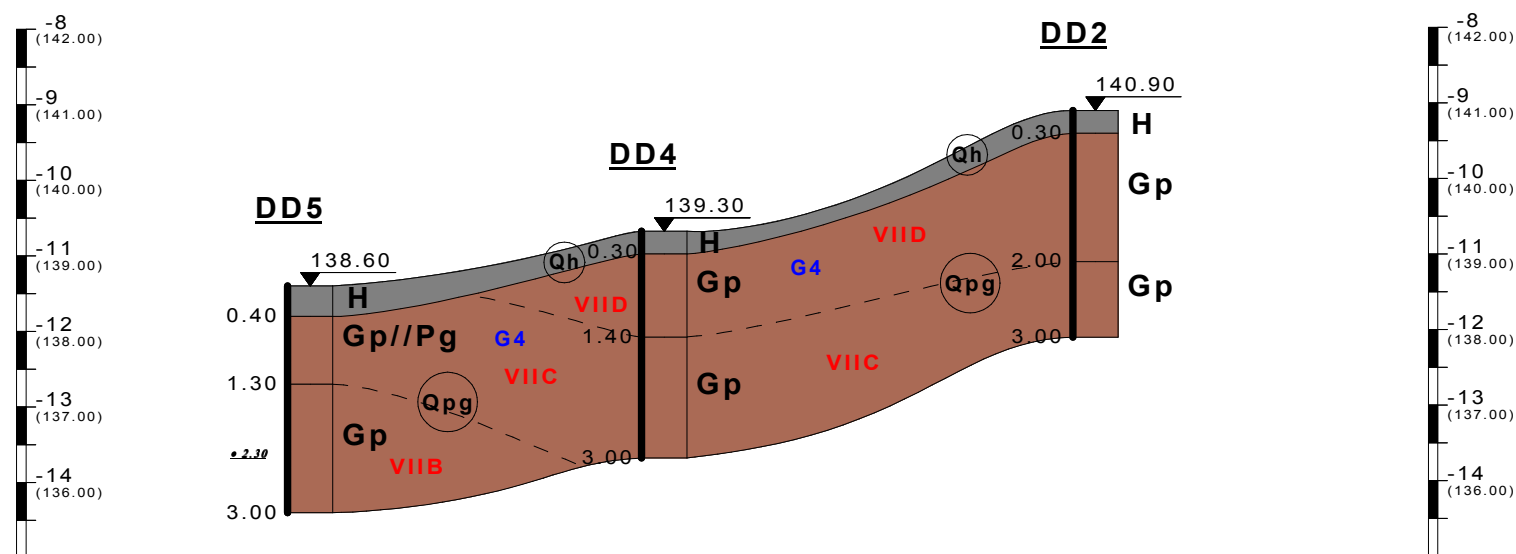 -8
(142.00)
-9
(141.00)
-10
(140.00)
-11
(139.00)
-12
(138.00)
-13
(137.00)
-14
(136.00)
DD5
138.60
H
0.40
Gp//Pg
1.30
Qpg
Gp
2.30
VIIB
3.00
G4
VIIC
Qh
DD4
139.30
0.30
H
VIID
Gp
1.40
Gp
3.00
G4
VIID
VIIC
Qh
Qpg
DD2
140.90
0.30
H
Gp
2.00
Gp
3.00
-8
(142.00)
-9
(141.00)
-10
(140.00)
-11
(139.00)
-12
(138.00)
-13
(137.00)
-14
(136.00)